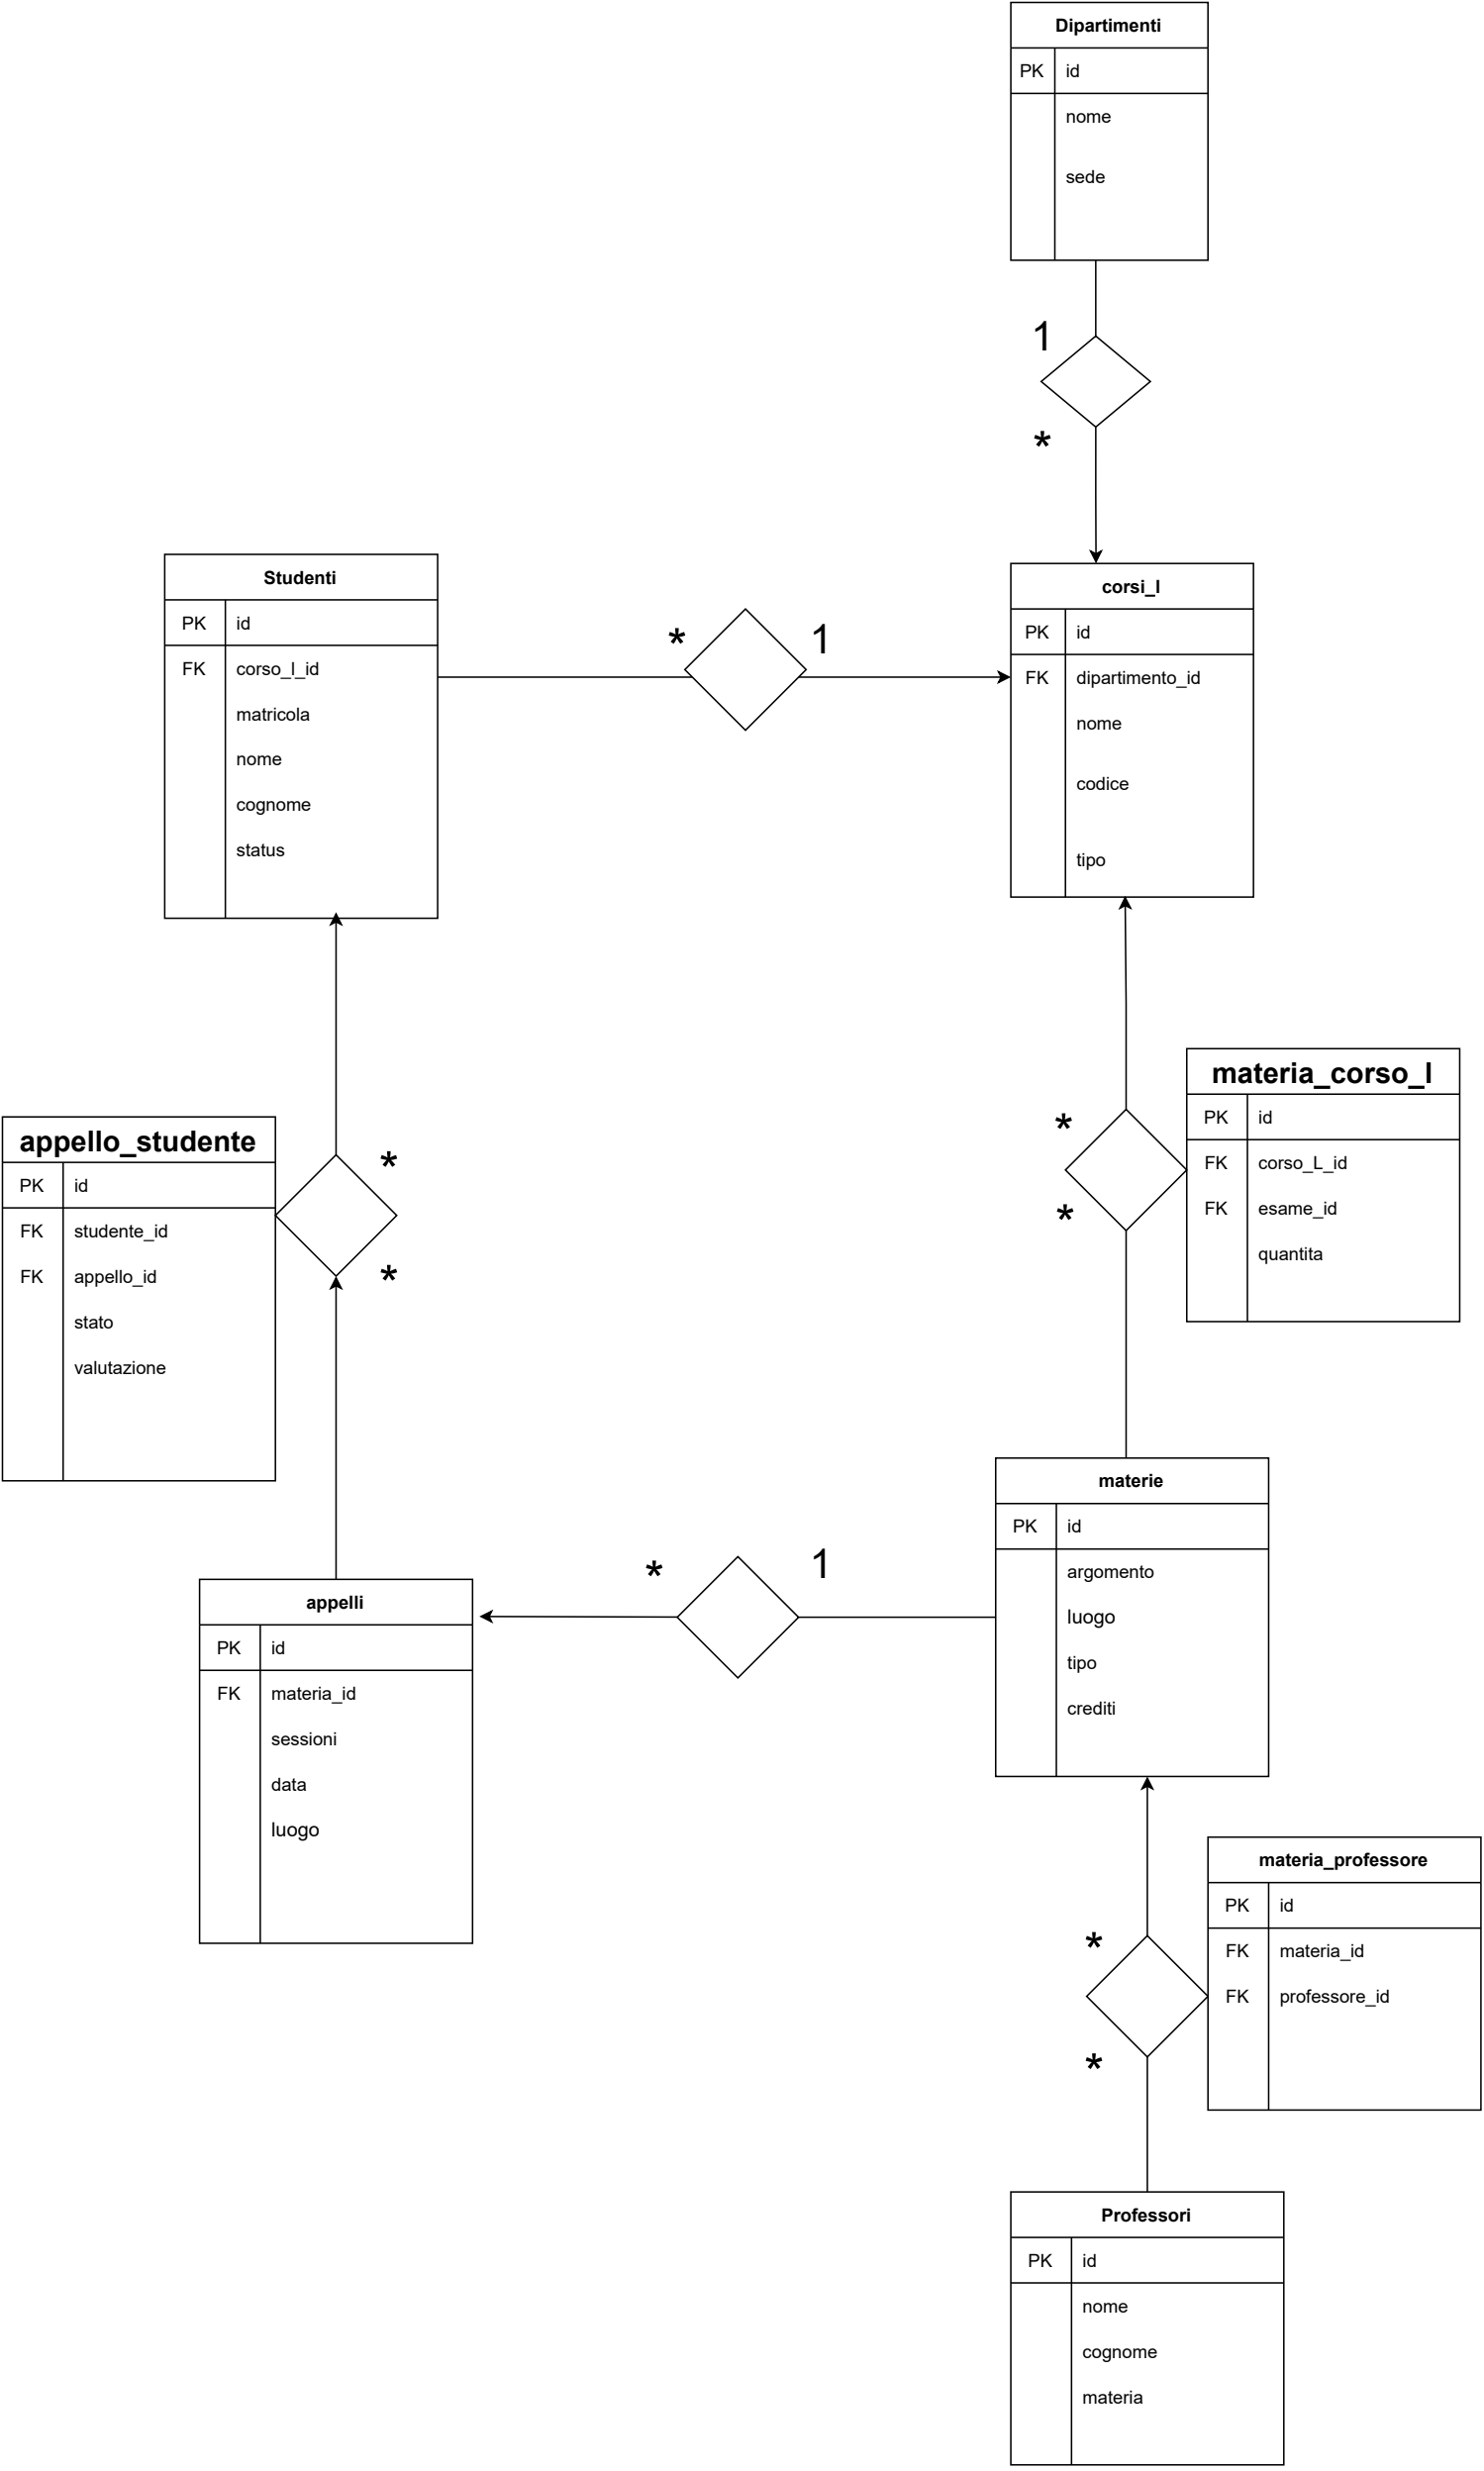 Dipartimenti
PK id
nome
sede
1
*
Studenti
PK id
FK corso_l_id
matricola
nome
cognome
status
* 1
corsi_l
PK id
FK dipartimento_id
nome
codice
tipo
materia_corso_l
PK id
FK corso_L_id
FK esame_id
quantita
*
*
appello_studente
PK id
FK studente_id
FK appello_id
stato
valutazione
*
*
materie
PK id
argomento
luogo
tipo
crediti
* 1
appelli
PK id
FK materia_id
sessioni
data
luogo
materia_professore
PK id
FK materia_id
FK professore_id
*
*
Professori
PK id
nome
cognome
materia